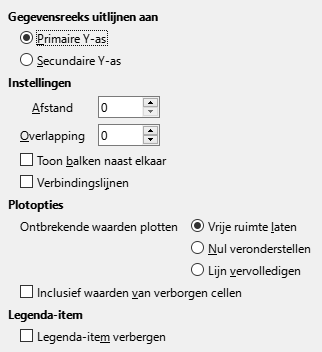 Gegevensreeks uitlijnen aan
Primaire Y-as
Secundaire Y-as
Instellingen
Afstand 0
Overlapping 0
Toon balken naast elkaar
Verbindingslijnen
Plotopties
Ontbrekende waarden plotten Vrije ruimte laten
Nul veronderstellen
Lijn vervolledigen
Inclusief waarden van verborgen cellen
Legenda-item
Legenda-item verbergen